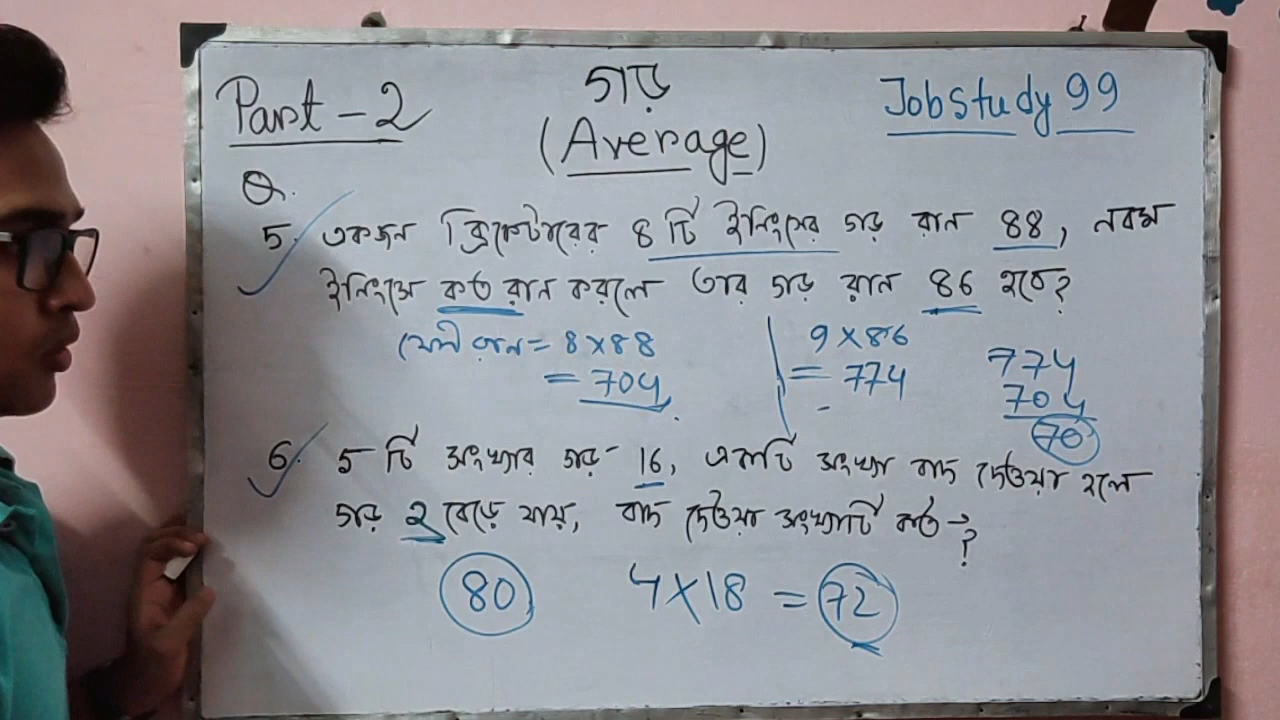 Part - 2
গড়
(Average)
Jobstudy 99
Q.
5. একজন ক্রিকেটারের 8 টি ইনিংসের গড় রান 88, নবম
ইনিংসে কত রান করলে তার গড় রান 86 হবে?
= 8 x 88
= 704
9 x 86
= 774
774
704
70
6. 5 টি সংখ্যার গড় 16, একটি সংখ্যা বাদ দেওয়া হলে
গড় 2 বেড়ে যায়, বাদ দেওয়া সংখ্যাটি কত - ?
80
4 x 18 = 72